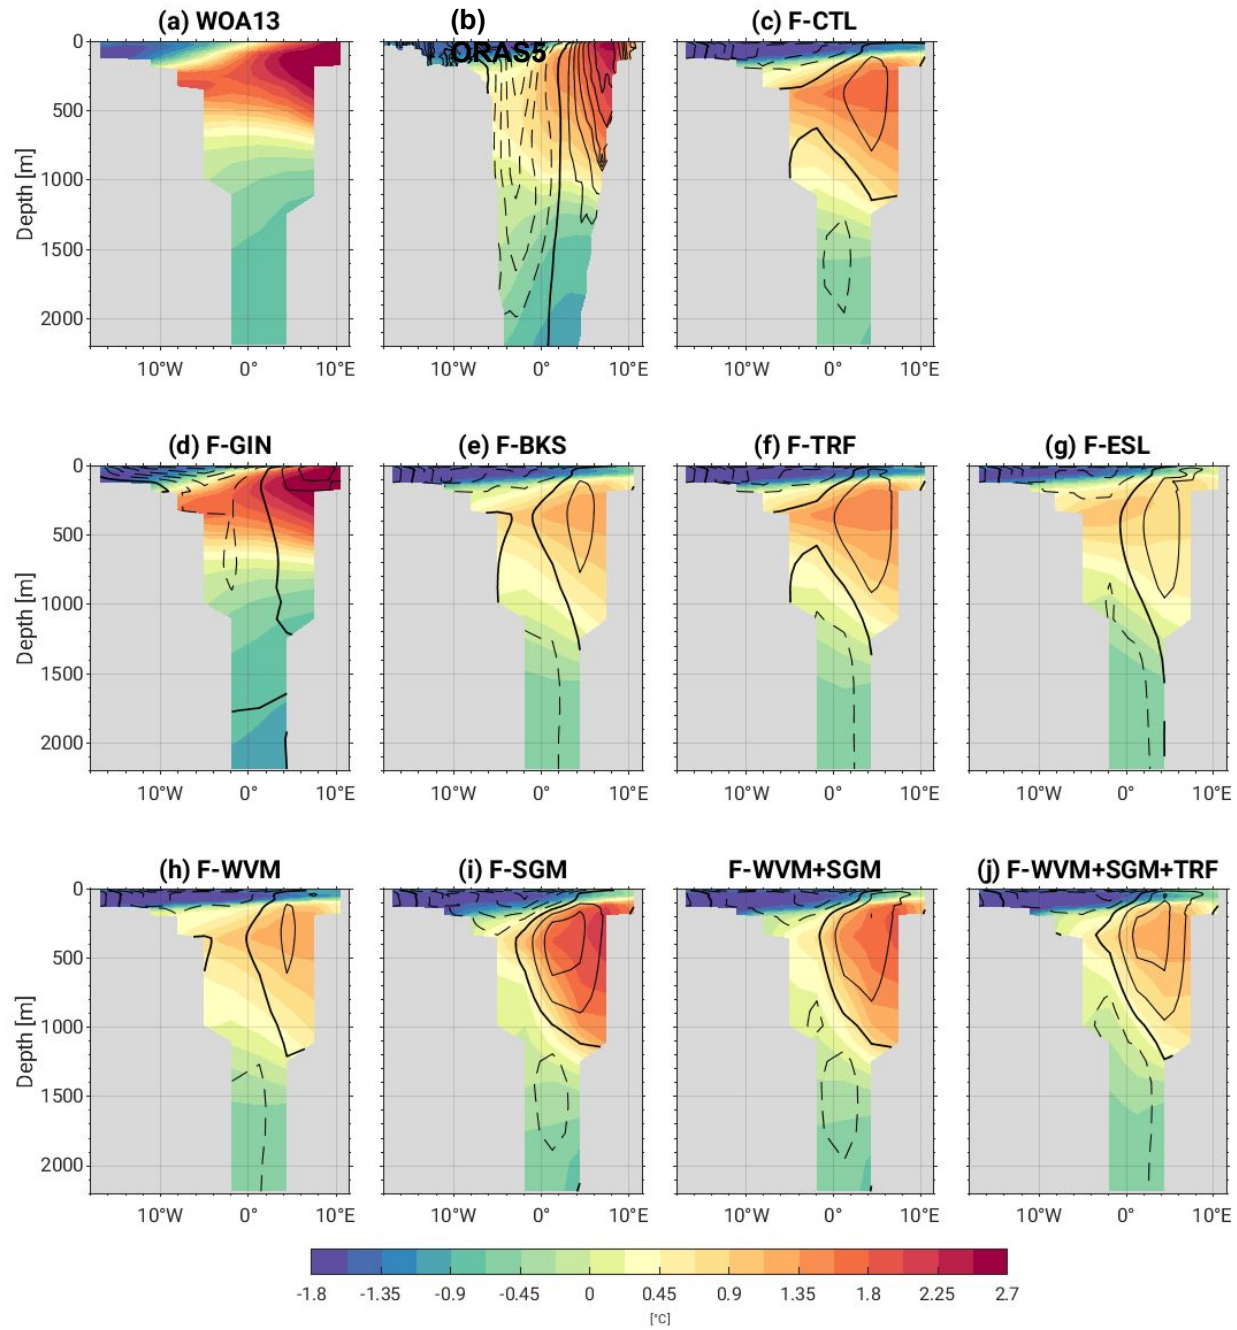 (a) WOA13
(b)
ORAS5
(c) F-CTL
0
500
1000
1500
2000
Depth [m]
10°W 0° 10°E
10°W 0° 10°E
10°W 0° 10°E
(d) F-GIN
(e) F-BKS
(f) F-TRF
(g) F-ESL
0 0 0 0
500
1000
1500
2000
Depth [m]
10°W 0° 10°E
10°W 0° 10°E
10°W 0° 10°E
10°W 0° 10°E
(h) F-WVM
(i) F-SGM
F-WVM+SGM
(j) F-WVM+SGM+TRF
0
500
1000
1500
2000
Depth [m]
10°W 0° 10°E
10°W 0° 10°E
10°W 0° 10°E
10°W 0° 10°E
-1.8 -1.35 -0.9 -0.45 0 0.45 0.9 1.35 1.8 2.25 2.7
[°C]